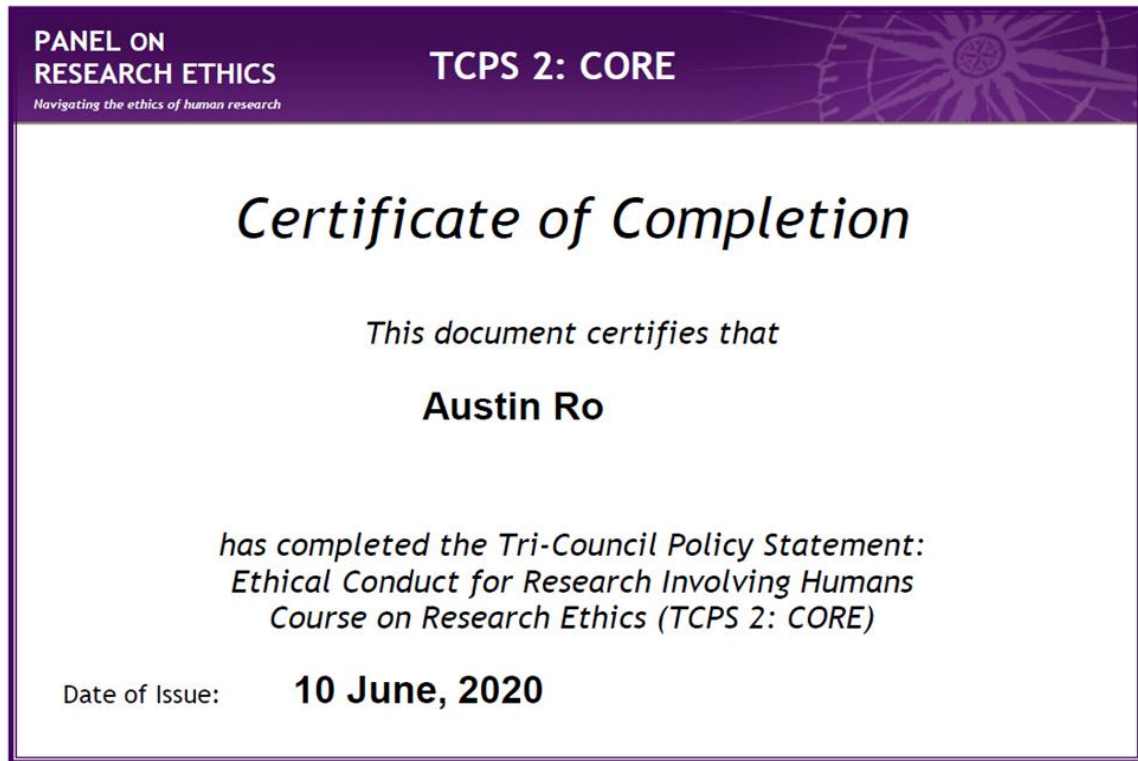 PANEL ON
RESEARCH ETHICS
Navigating the ethics of human research
TCPS 2: CORE
Certificate of Completion
This document certifies that
Austin Ro
has completed the Tri-Council Policy Statement:
Ethical Conduct for Research Involving Humans
Course on Research Ethics (TCPS 2: CORE)
Date of Issue: 10 June, 2020